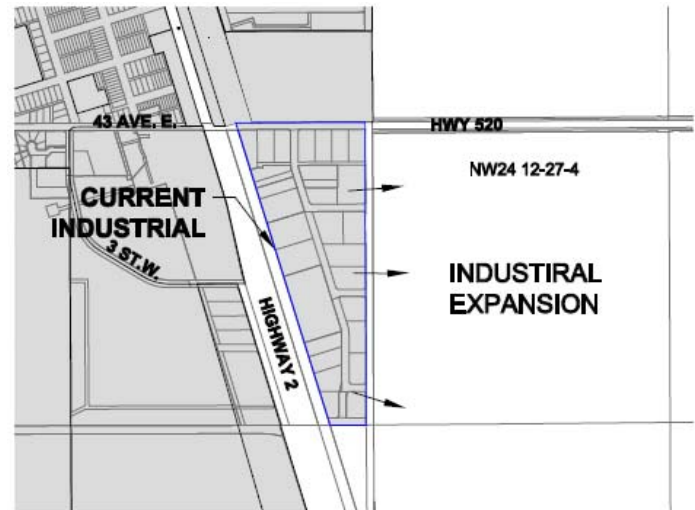 43 AVE. E.
HWY 520
NW24 12-27-4
CURRENT
INDUSTRIAL
3 ST.W.
INDUSTIRAL
EXPANSION
HIGHWAY 2